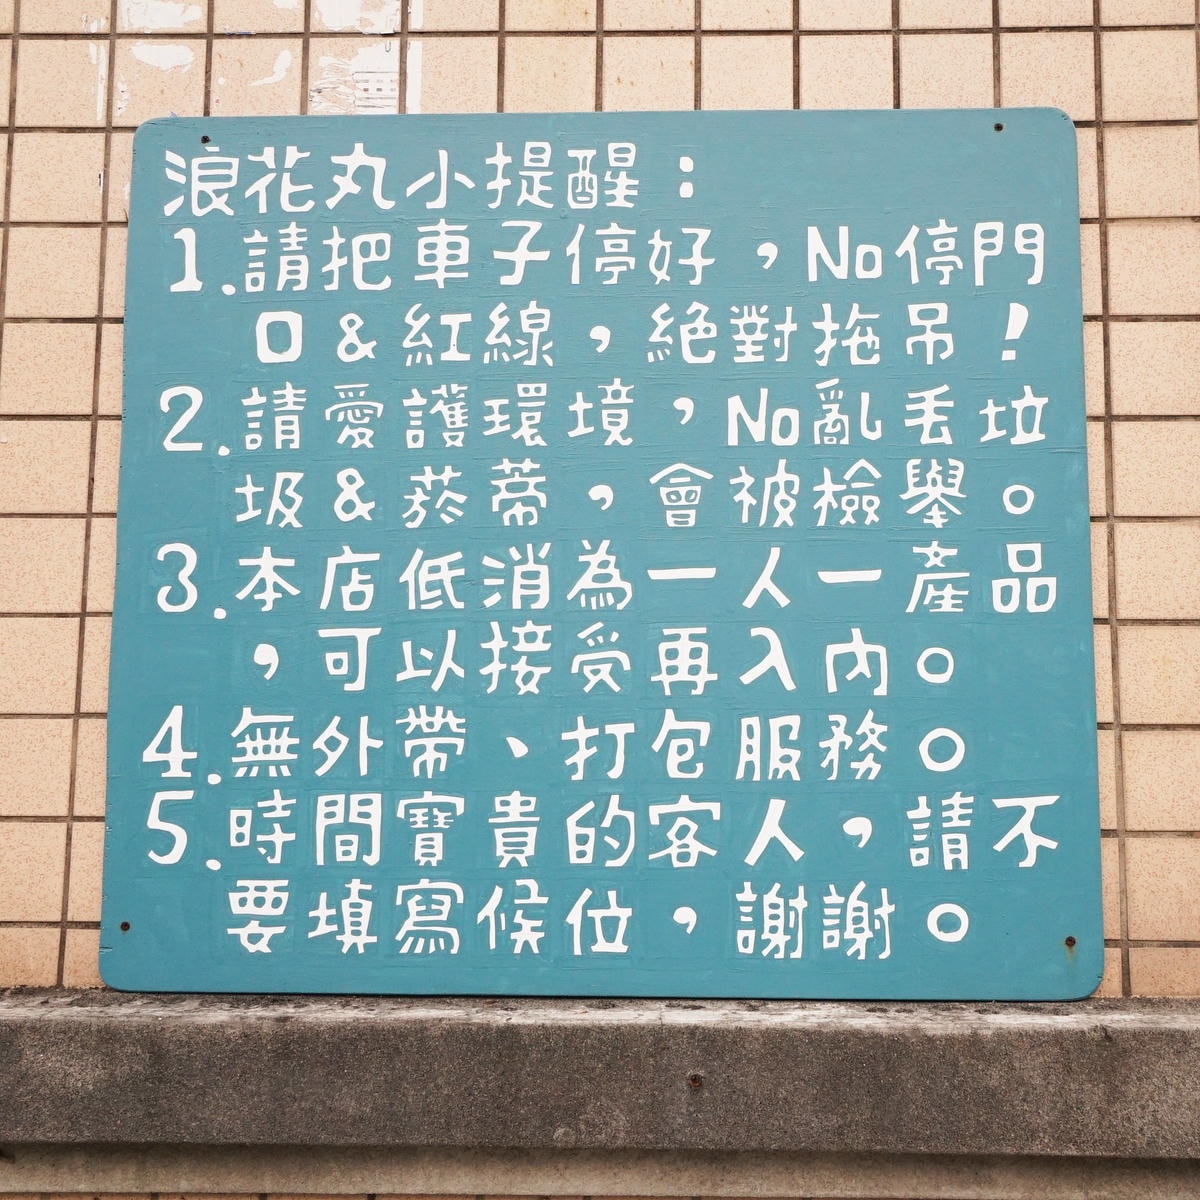 浪花丸小提醒：
1.請把車子停好，No停門
口&紅線，絕對拖吊！
2.請愛護環境，No亂丟垃
圾&菸蒂，會被檢舉。
3.本店低消為一人一產品
，可以接受再入內。
4.無外帶、打包服務。
5.時間寶貴的客人，請不
要填寫候位，謝謝。